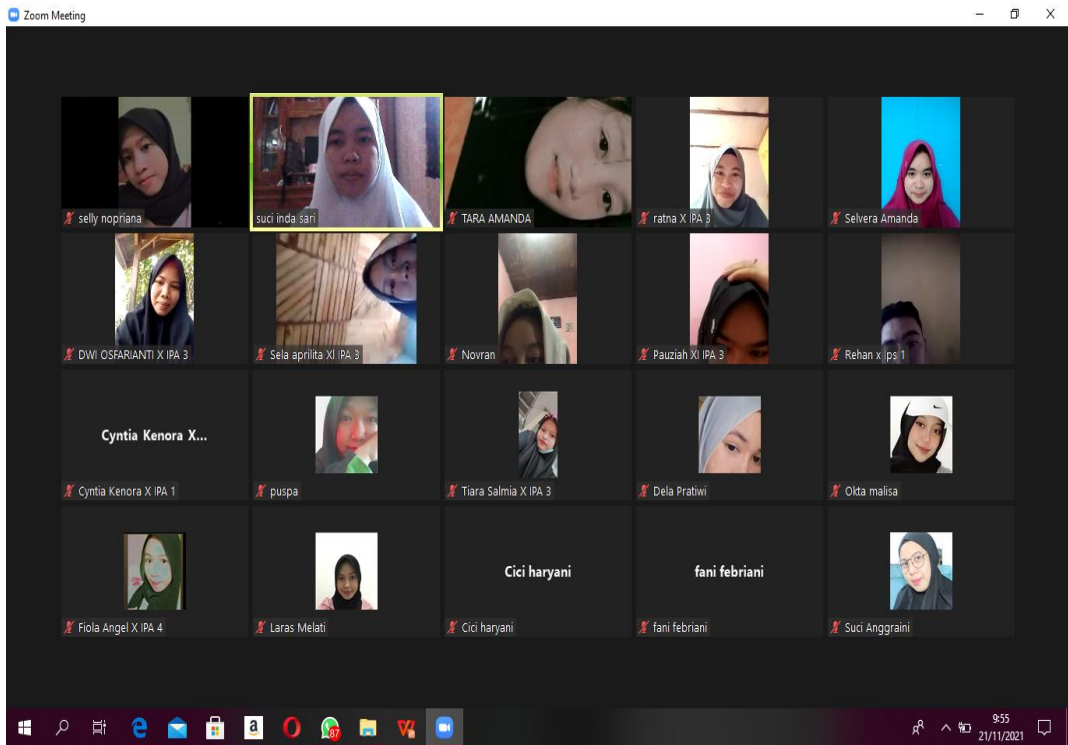 Zoom Meeting
selly nopriana
suci inda sari
TARA AMANDA
ratna X IPA 3
Selvera Amanda
DWI OSFARIANTI X IPA 3
Sela aprilita XI IPA 3
Novran
Pauziah XI IPA 3
Rehan x ips 1
Cyntia Kenora X...
Cyntia Kenora X IPA 1
puspa
Tiara Salmia X IPA 3
Dela Pratiwi
Okta malisa
Cici haryani
fani febriani
Fiola Angel X IPA 4
Laras Melati
Cici haryani
fani febriani
Suci Anggraini
87
9:55
21/11/2021